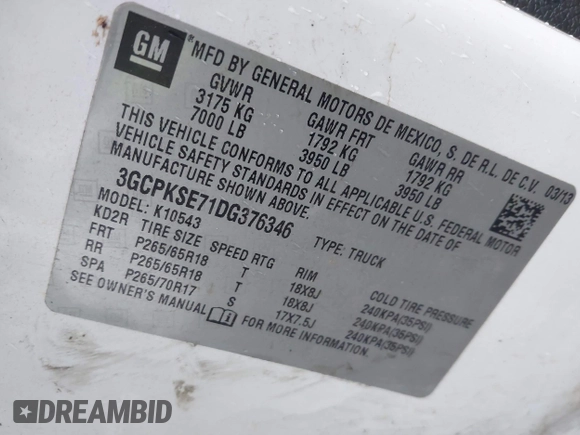 GM
*MFD BY GENERAL MOTORS DE MEXICO, S. DE R.L. DE C.V. 03/13
GVWR GAWR FRT GAWR RR
3175 KG 1792 KG 1792 KG
7000 LB 3950 LB 3950 LB
THIS VEHICLE CONFORMS TO ALL APPLICABLE U.S. FEDERAL MOTOR
VEHICLE SAFETY STANDARDS IN EFFECT ON THE DATE OF
MANUFACTURE SHOWN ABOVE.
3GCPKSE71DG376346
MODEL: K10543 TYPE: TRUCK
KD2R TIRE SIZE SPEED RTG RIM COLD TIRE PRESSURE
FRT P265/65R18 T 18X8J 240KPA(35PSI)
RR P265/65R18 T 18X8J 240KPA(35PSI)
SPA P265/70R17 S 17X7.5J 240KPA(35PSI)
SEE OWNER'S MANUAL
DREAMBID